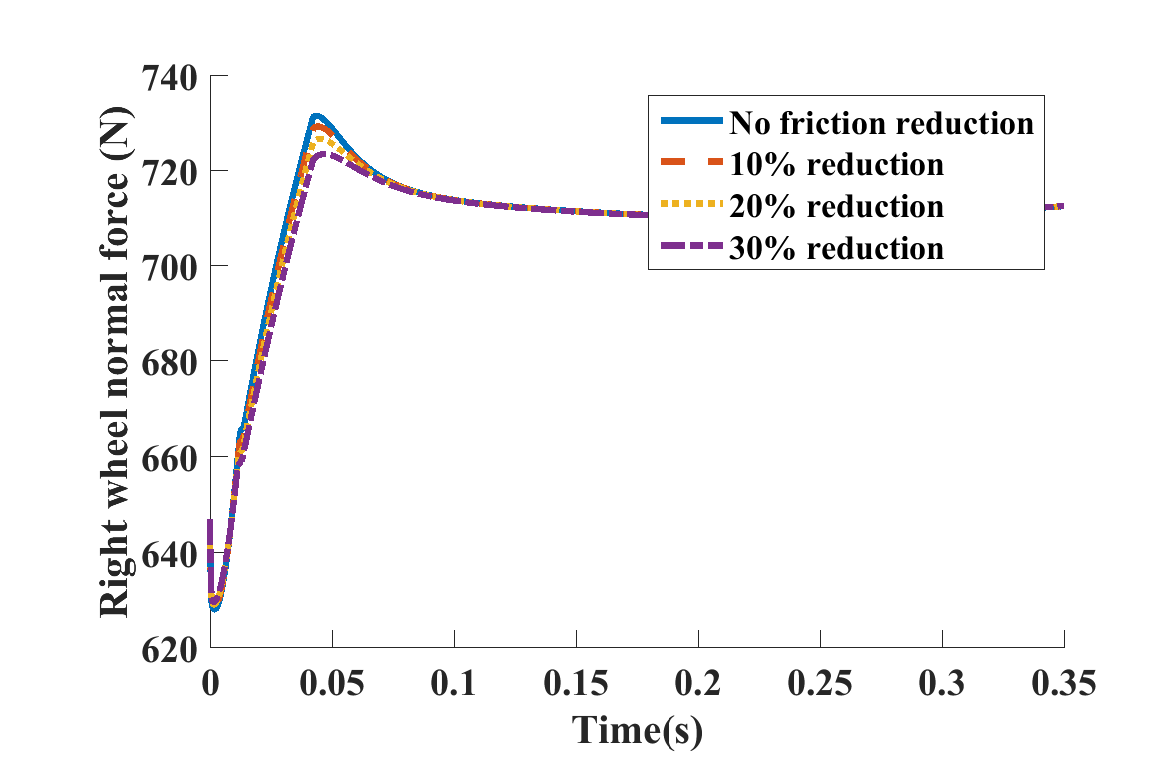 740
720
700
680
660
640
620
Right wheel normal force (N)
No friction reduction
10% reduction
20% reduction
30% reduction
0 0.05 0.1 0.15 0.2 0.25 0.3 0.35
Time(s)